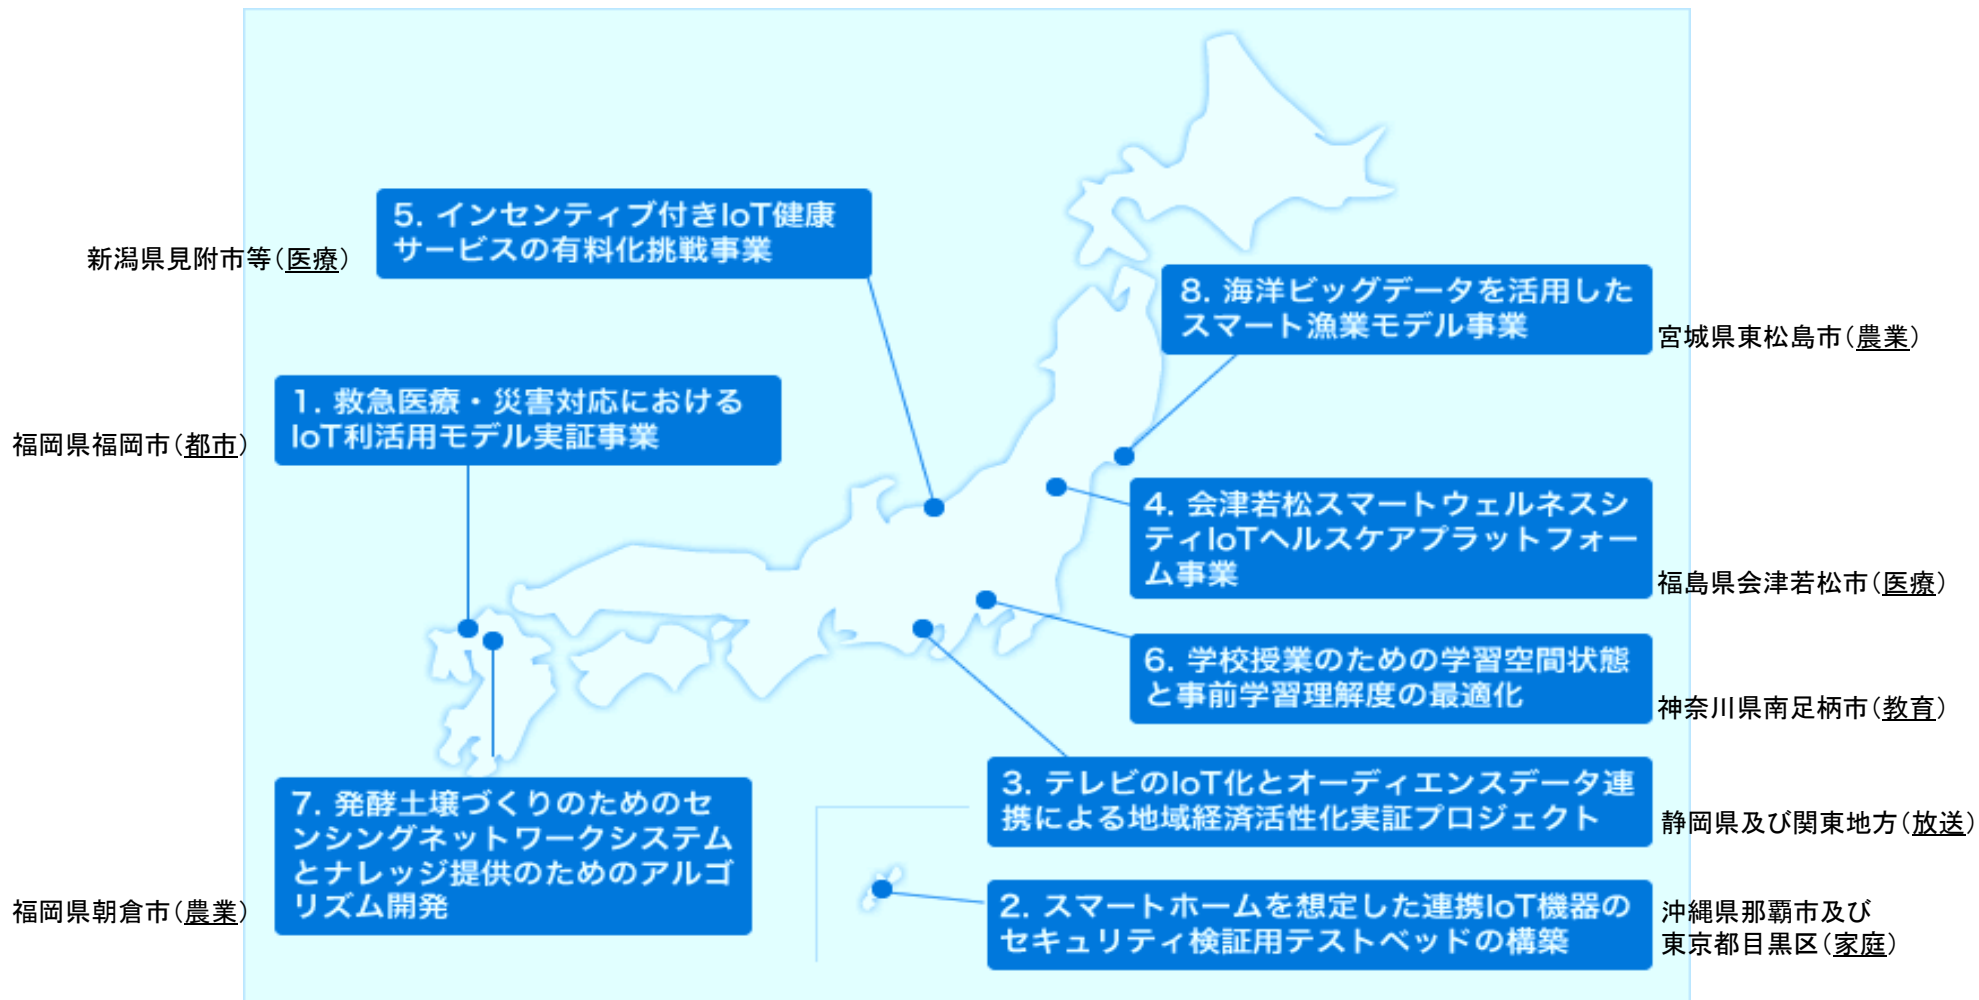 5. インセンティブ付きIoT健康
サービスの有料化挑戦事業
新潟県見附市等(医療)
8. 海洋ビッグデータを活用した
スマート漁業モデル事業
宮城県東松島市(農業)
1. 救急医療・災害対応における
IoT利活用モデル実証事業
福岡県福岡市(都市)
4. 会津若松スマートウェルネスシ
ティIoTヘルスケアプラットフォー
ム事業
福島県会津若松市(医療)
6. 学校授業のための学習空間状態
と事前学習理解度の最適化
神奈川県南足柄市(教育)
3. テレビのIoT化とオーディエンスデータ連
携による地域経済活性化実証プロジェクト
静岡県及び関東地方(放送)
7. 発酵土壌づくりのためのセ
ンシングネットワークシステム
とナレッジ提供のためのアルゴ
リズム開発
福岡県朝倉市(農業)
2. スマートホームを想定した連携IoT機器の
セキュリティ検証用テストベッドの構築
沖縄県那覇市及び
東京都目黒区(家庭)